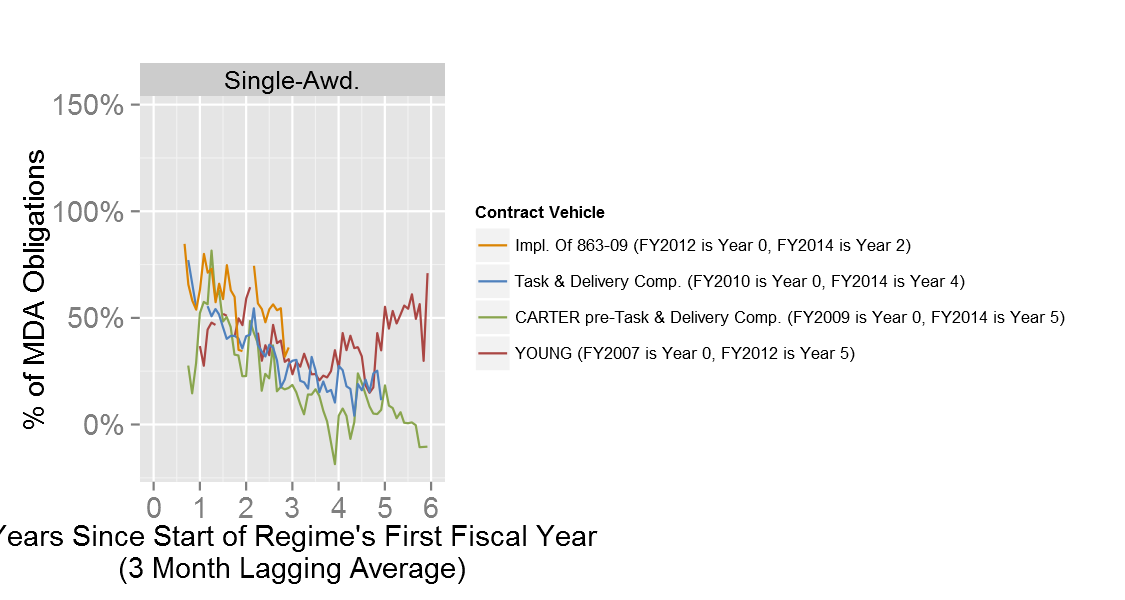 Single-Awd.
150%
100%
50%
0%
% of MDA Obligations
0 1 2 3 4 5 6
Years Since Start of Regime's First Fiscal Year
(3 Month Lagging Average)
Contract Vehicle
Impl. Of 863-09 (FY2012 is Year 0, FY2014 is Year 2)
Task & Delivery Comp. (FY2010 is Year 0, FY2014 is Year 4)
CARTER pre-Task & Delivery Comp. (FY2009 is Year 0, FY2014 is Year 5)
YOUNG (FY2007 is Year 0, FY2012 is Year 5)